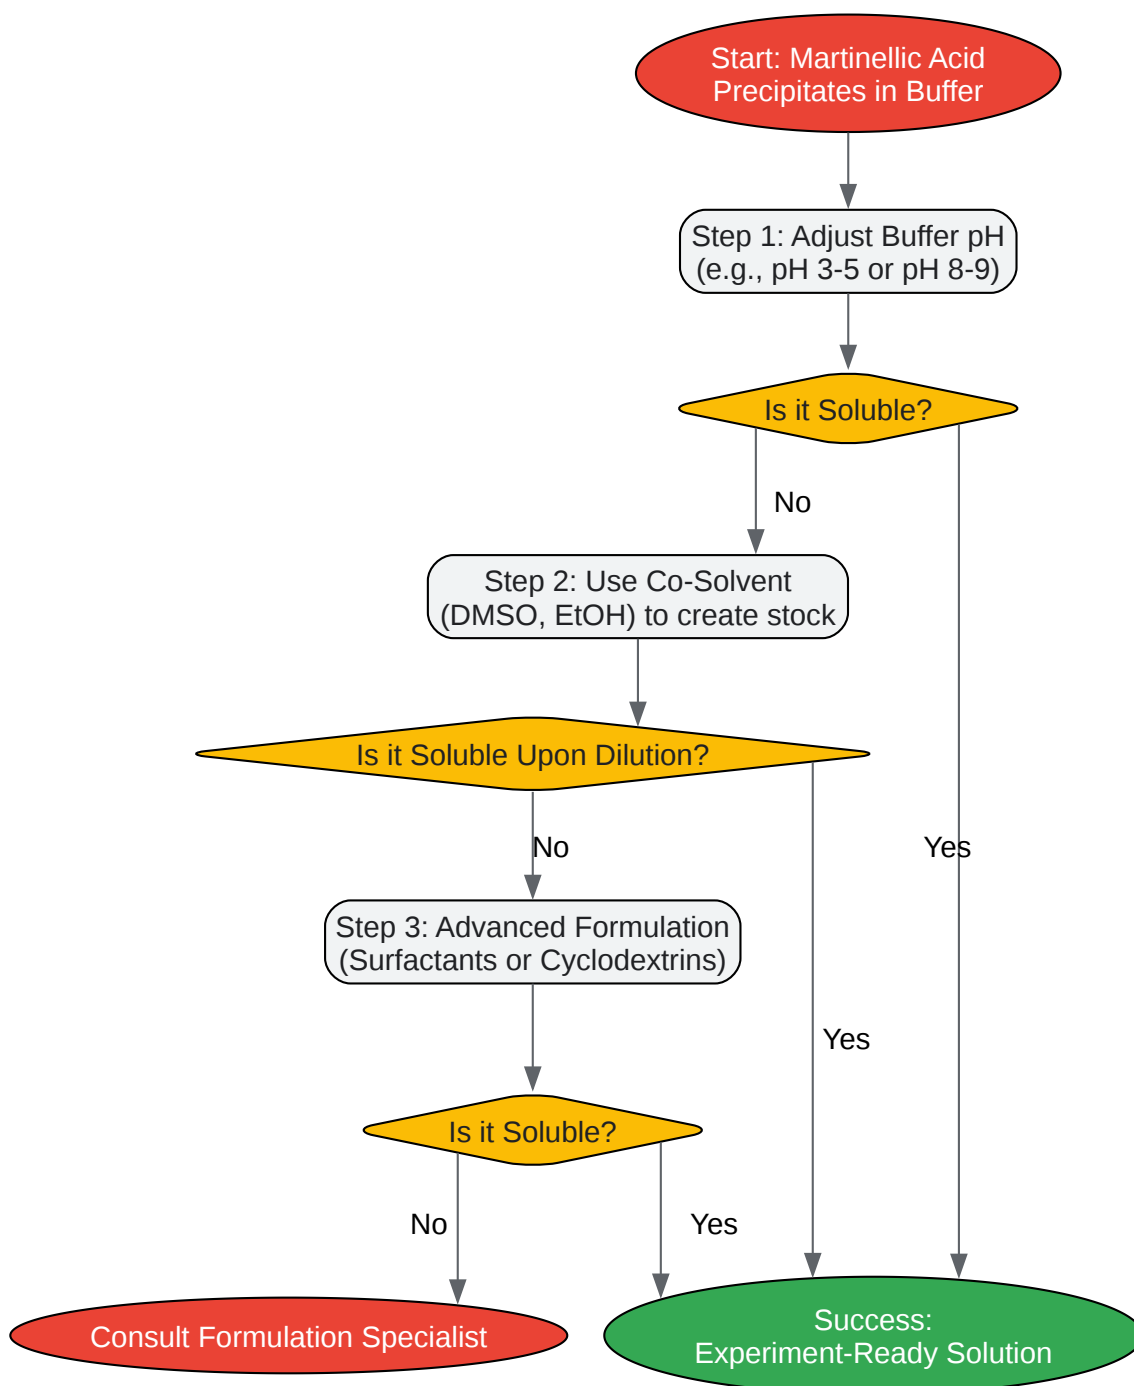 Start: Martinellic Acid
Precipitates in Buffer
Step 1: Adjust Buffer pH
(e.g., pH 3-5 or pH 8-9)
Is it Soluble?
No
Step 2: Use Co-Solvent
(DMSO, EtOH) to create stock
Is it Soluble Upon Dilution?
No
Yes
Step 3: Advanced Formulation
(Surfactants or Cyclodextrins)
Yes
Is it Soluble?
No
Yes
Consult Formulation Specialist
Success:
Experiment-Ready Solution